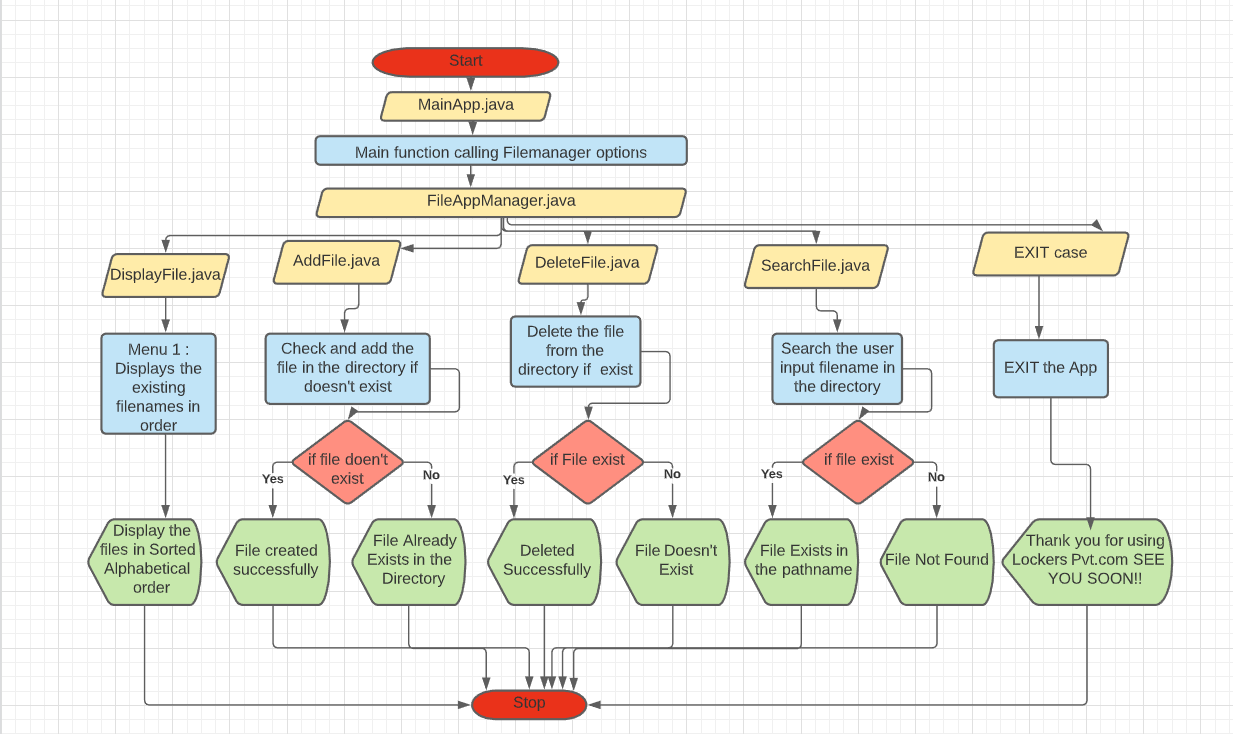 Start
MainApp.java
Main function calling Filemanager options
FileAppManager.java
DisplayFile.java
AddFile.java
DeleteFile.java
SearchFile.java
EXIT case
Menu 1 :
Displays the
existing
filenames in
order
Check and add the
file in the directory if
doesn't exist
Delete the file
from the
directory if exist
Search the user
input filename in
the directory
EXIT the App
if file doen't
exist
Yes
No
if File exist
Yes
No
if file exist
Yes
No
Display the
files in Sorted
Alphabetical
order
File created
successfully
File Already
Exists in the
Directory
Deleted
Successfully
File Doesn't
Exist
File Exists in
the pathname
File Not Found
Thank you for using
Lockers Pvt.com SEE
YOU SOON!!
Stop